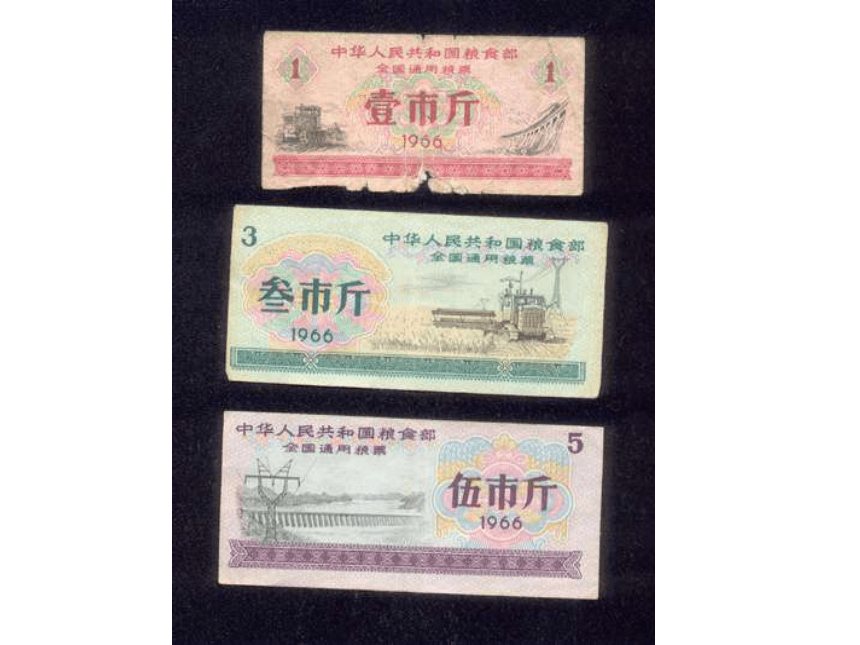 中华人民共和国粮食部
全国通用粮票
1
1
壹市斤
1966
3
中华人民共和国粮食部
全国通用粮票
叁市斤
1966
中华人民共和国粮食部
全国通用粮票
5
伍市斤
1966